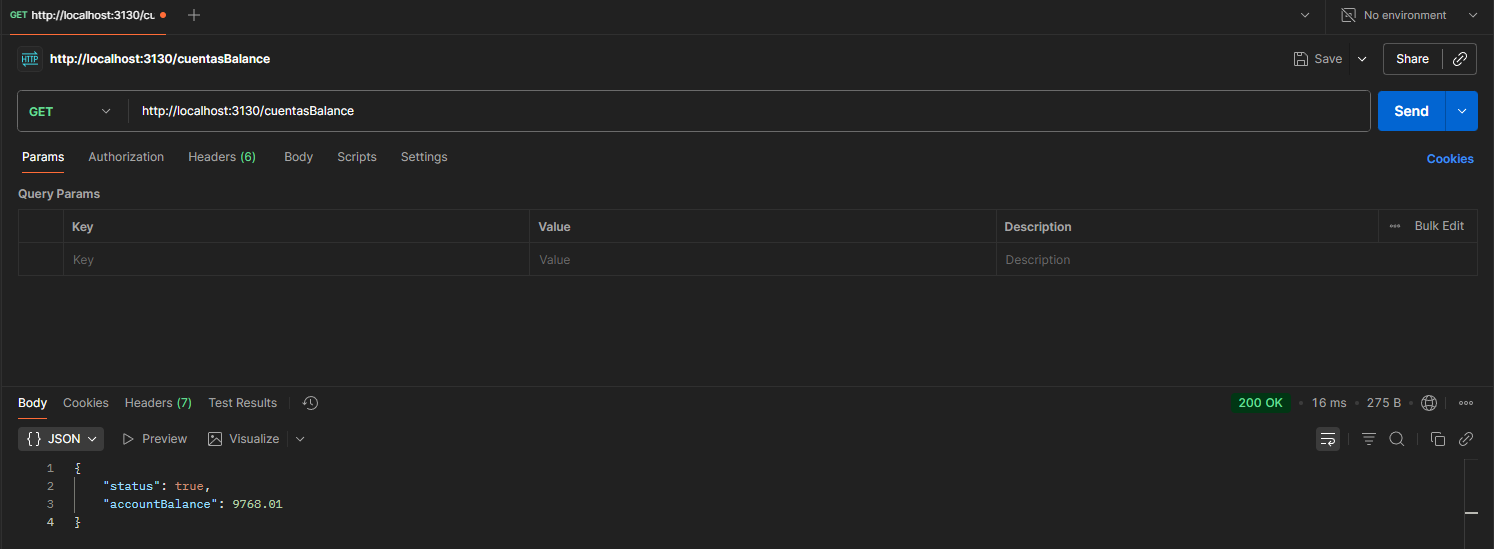 GET http://localhost:3130/cu
No environment
HTTP http://localhost:3130/cuentasBalance
Save Share
GET http://localhost:3130/cuentasBalance Send
Params Authorization Headers (6) Body Scripts Settings Cookies
Query Params
Key Value Description Bulk Edit
Key Value Description
Body Cookies Headers (7) Test Results 200 OK • 16 ms • 275 B •
{} JSON Preview Visualize
1 {
2 "status": true,
3 "accountBalance": 9768.01
4 }